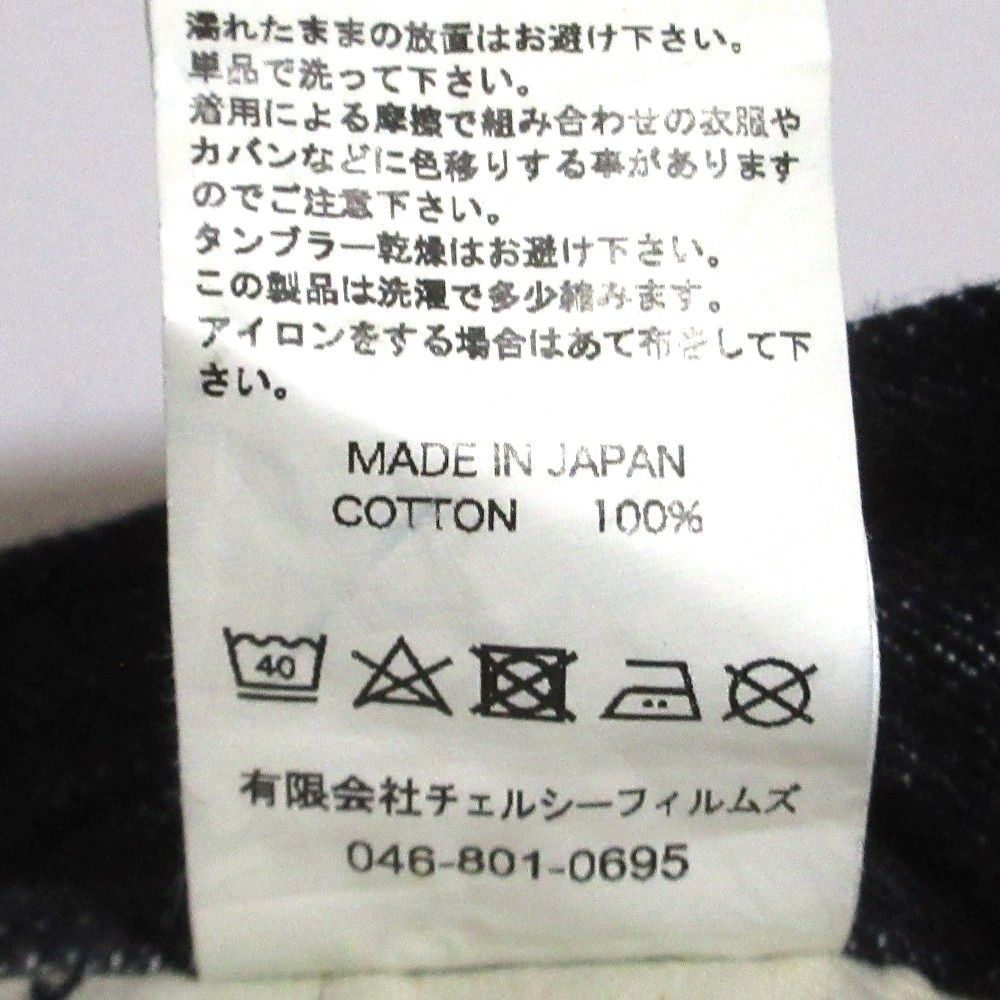 濡れたままの放置はお避け下さい。
単品で洗って下さい。
着用による摩擦で組み合わせの衣服や
カバンなどに色移りする事があります
のでご注意下さい。
タンブラー乾燥はお避け下さい。
この製品は洗濯で多少縮みます。
アイロンをする場合はあて布をして下
さい。
MADE IN JAPAN
COTTON 100%
40
有限会社チェルシーフィルムズ
046-801-0695